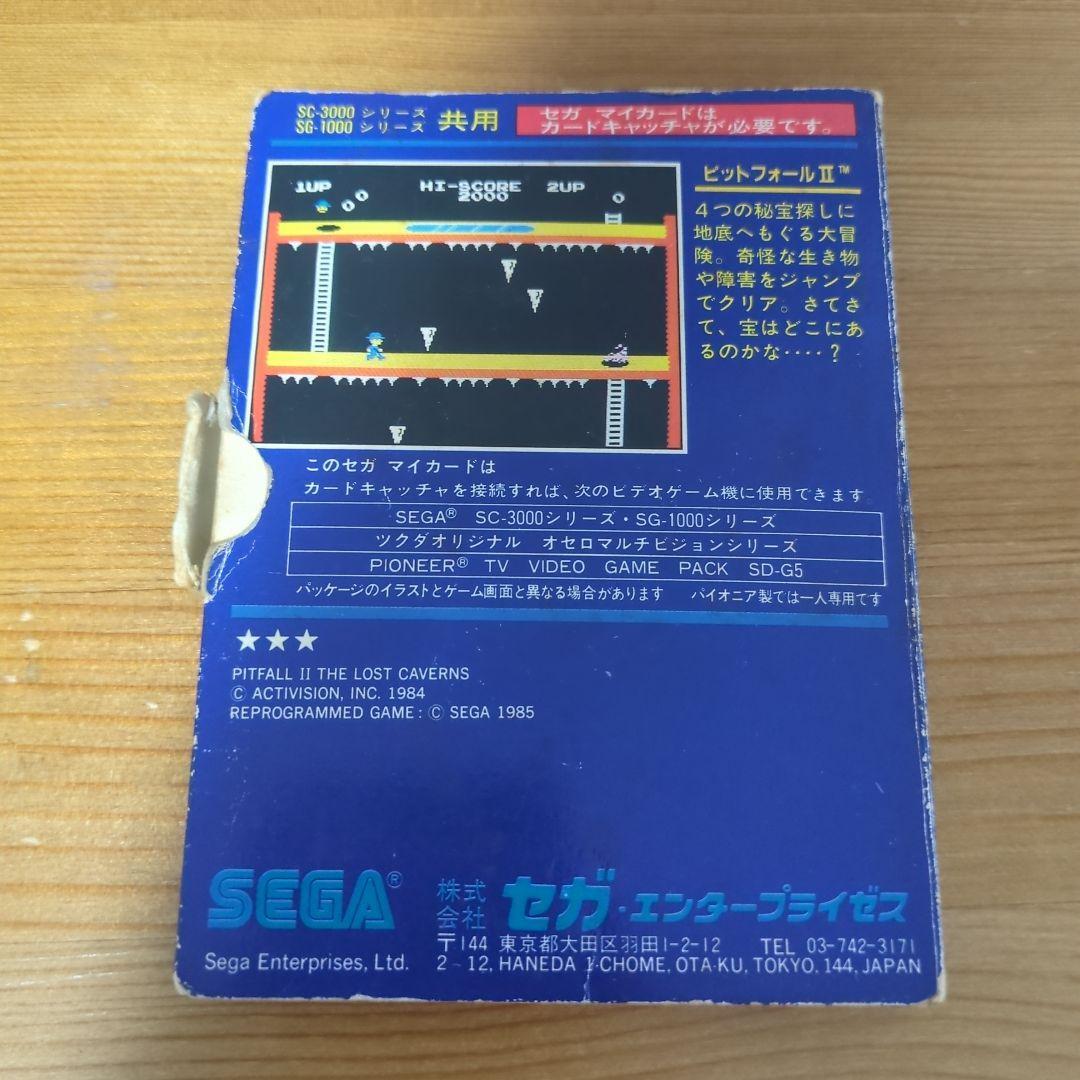 SC-3000 シリーズ
SG-1000 シリーズ 共用
セガ マイカードは
カードキャッチャが必要です。
1UP HI-SCORE 2UP
0 2000 0
0
ピットフォールII™
4つの秘宝探しに
地底へもぐる大冒
険。奇怪な生き物
や障害をジャンプ
でクリア。さてさ
て、宝はどこにあ
るのかな‥‥?
このセガ マイカードは
カードキャッチャを接続すれば、次のビデオゲーム機に使用できます。
SEGA® SC-3000シリーズ・SG-1000シリーズ
ツクダオリジナル オセロマルチビジョンシリーズ
PIONEER® TV VIDEO GAME PACK SD-G5
パッケージのイラストとゲーム画面と異なる場合があります パイオニア製では一人専用です
★★★
PITFALL II THE LOST CAVERNS
© ACTIVISION, INC. 1984
REPROGRAMMED GAME: © SEGA 1985
SEGA®
Sega Enterprises, Ltd.
株式会社 セガ・エンタープライゼス
〒144 東京都大田区羽田1-2-12 TEL 03-742-3171
2-12, HANEDA 1-CHOME, OTA-KU, TOKYO. 144, JAPAN